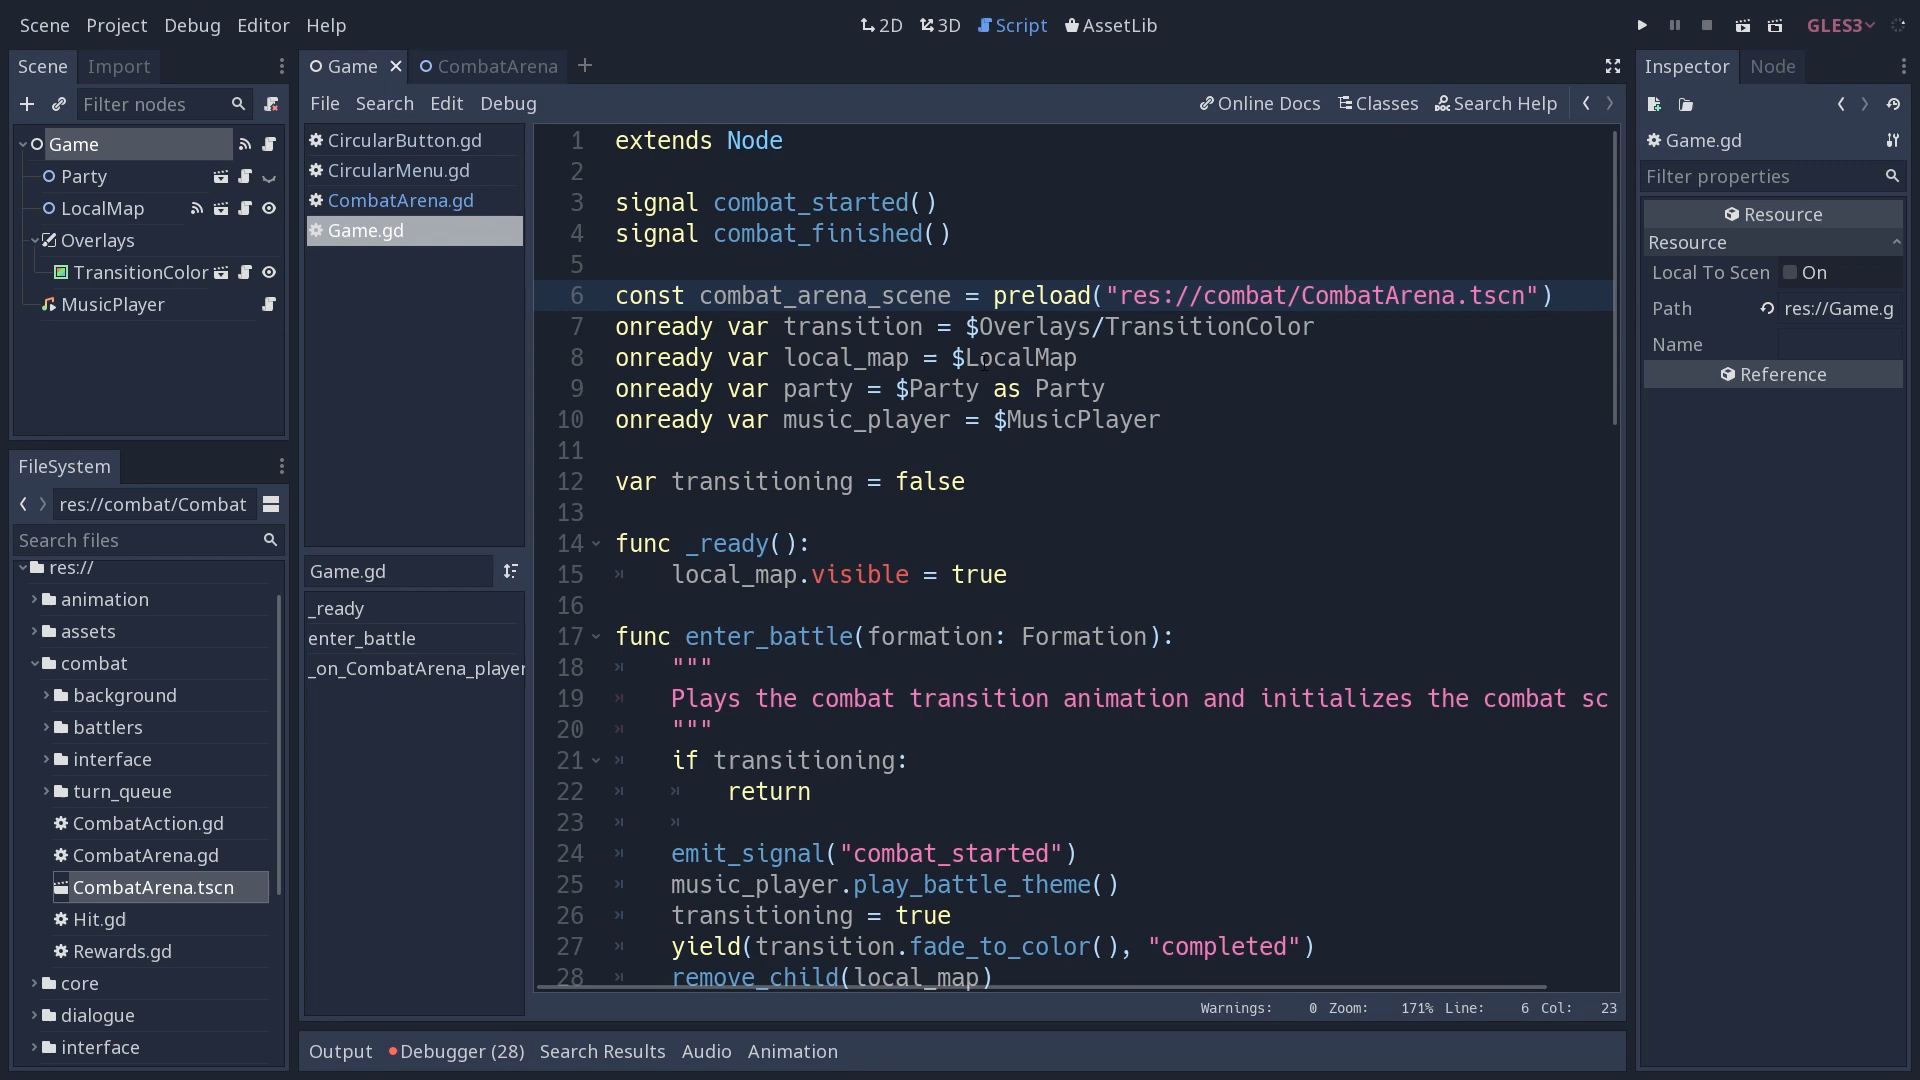 Scene Project Debug Editor Help
2D 3D Script AssetLib
GLES3
Scene Import
Game CombatArena
Inspector Node
Filter nodes
File Search Edit Debug
Online Docs Classes Search Help
Game
Party
LocalMap
Overlays
TransitionColor
MusicPlayer
CircularButton.gd
CircularMenu.gd
CombatArena.gd
Game.gd
Game.gd
_ready
enter_battle
_on_CombatArena_player
1 extends Node
2
3 signal combat_started()
4 signal combat_finished()
5
6 const combat_arena_scene = preload("res://combat/CombatArena.tscn")
7 onready var transition = $Overlays/TransitionColor
8 onready var local_map = $LocalMap
9 onready var party = $Party as Party
10 onready var music_player = $MusicPlayer
11
12 var transitioning = false
13
14 func _ready():
15 local_map.visible = true
16
17 func enter_battle(formation: Formation):
18 """
19 Plays the combat transition animation and initializes the combat sc
20 """
21 if transitioning:
22 return
23
24 emit_signal("combat_started")
25 music_player.play_battle_theme()
26 transitioning = true
27 yield(transition.fade_to_color(), "completed")
28 remove_child(local_map)
Warnings: 0 Zoom: 171% Line: 6 Col: 23
Game.gd
Filter properties
Resource
Resource
Local To Scen On
Path res://Game.g
Name
Reference
FileSystem
res://combat/Combat
Search files
res://
animation
assets
combat
background
battlers
interface
turn_queue
CombatAction.gd
CombatArena.gd
CombatArena.tscn
Hit.gd
Rewards.gd
core
dialogue
interface
Output Debugger (28) Search Results Audio Animation